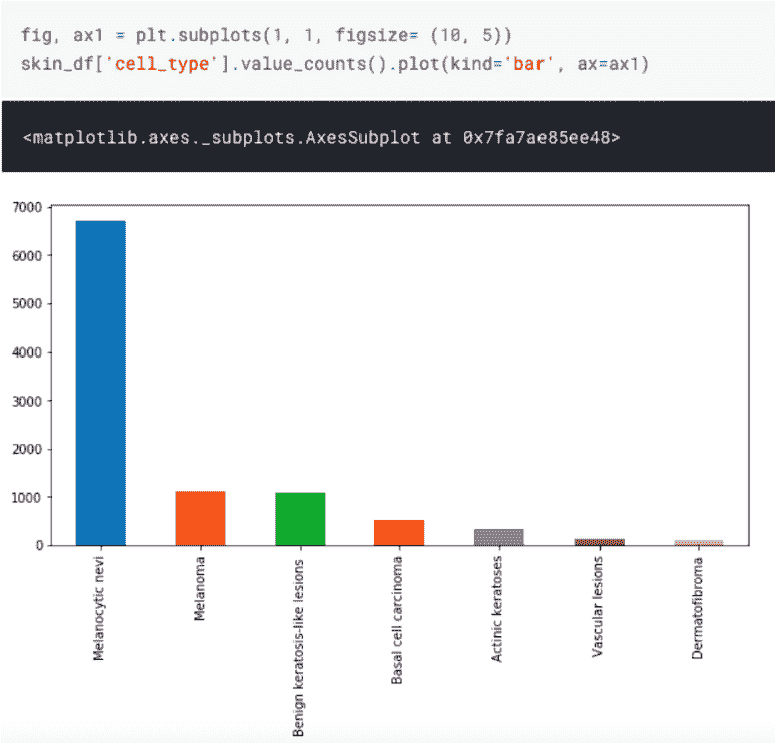 fig, ax1 = plt.subplots(1, 1, figsize= (10, 5))
skin_df['cell_type'].value_counts().plot(kind='bar', ax=ax1)
<matplotlib.axes._subplots.AxesSubplot at 0x7fa7ae85ee48>
7000
6000
5000
4000
3000
2000
1000
0
Melanocytic nevi
Melanoma
Benign keratosis-like lesions
Basal cell carcinoma
Actinic keratoses
Vascular lesions
Dermatofibroma